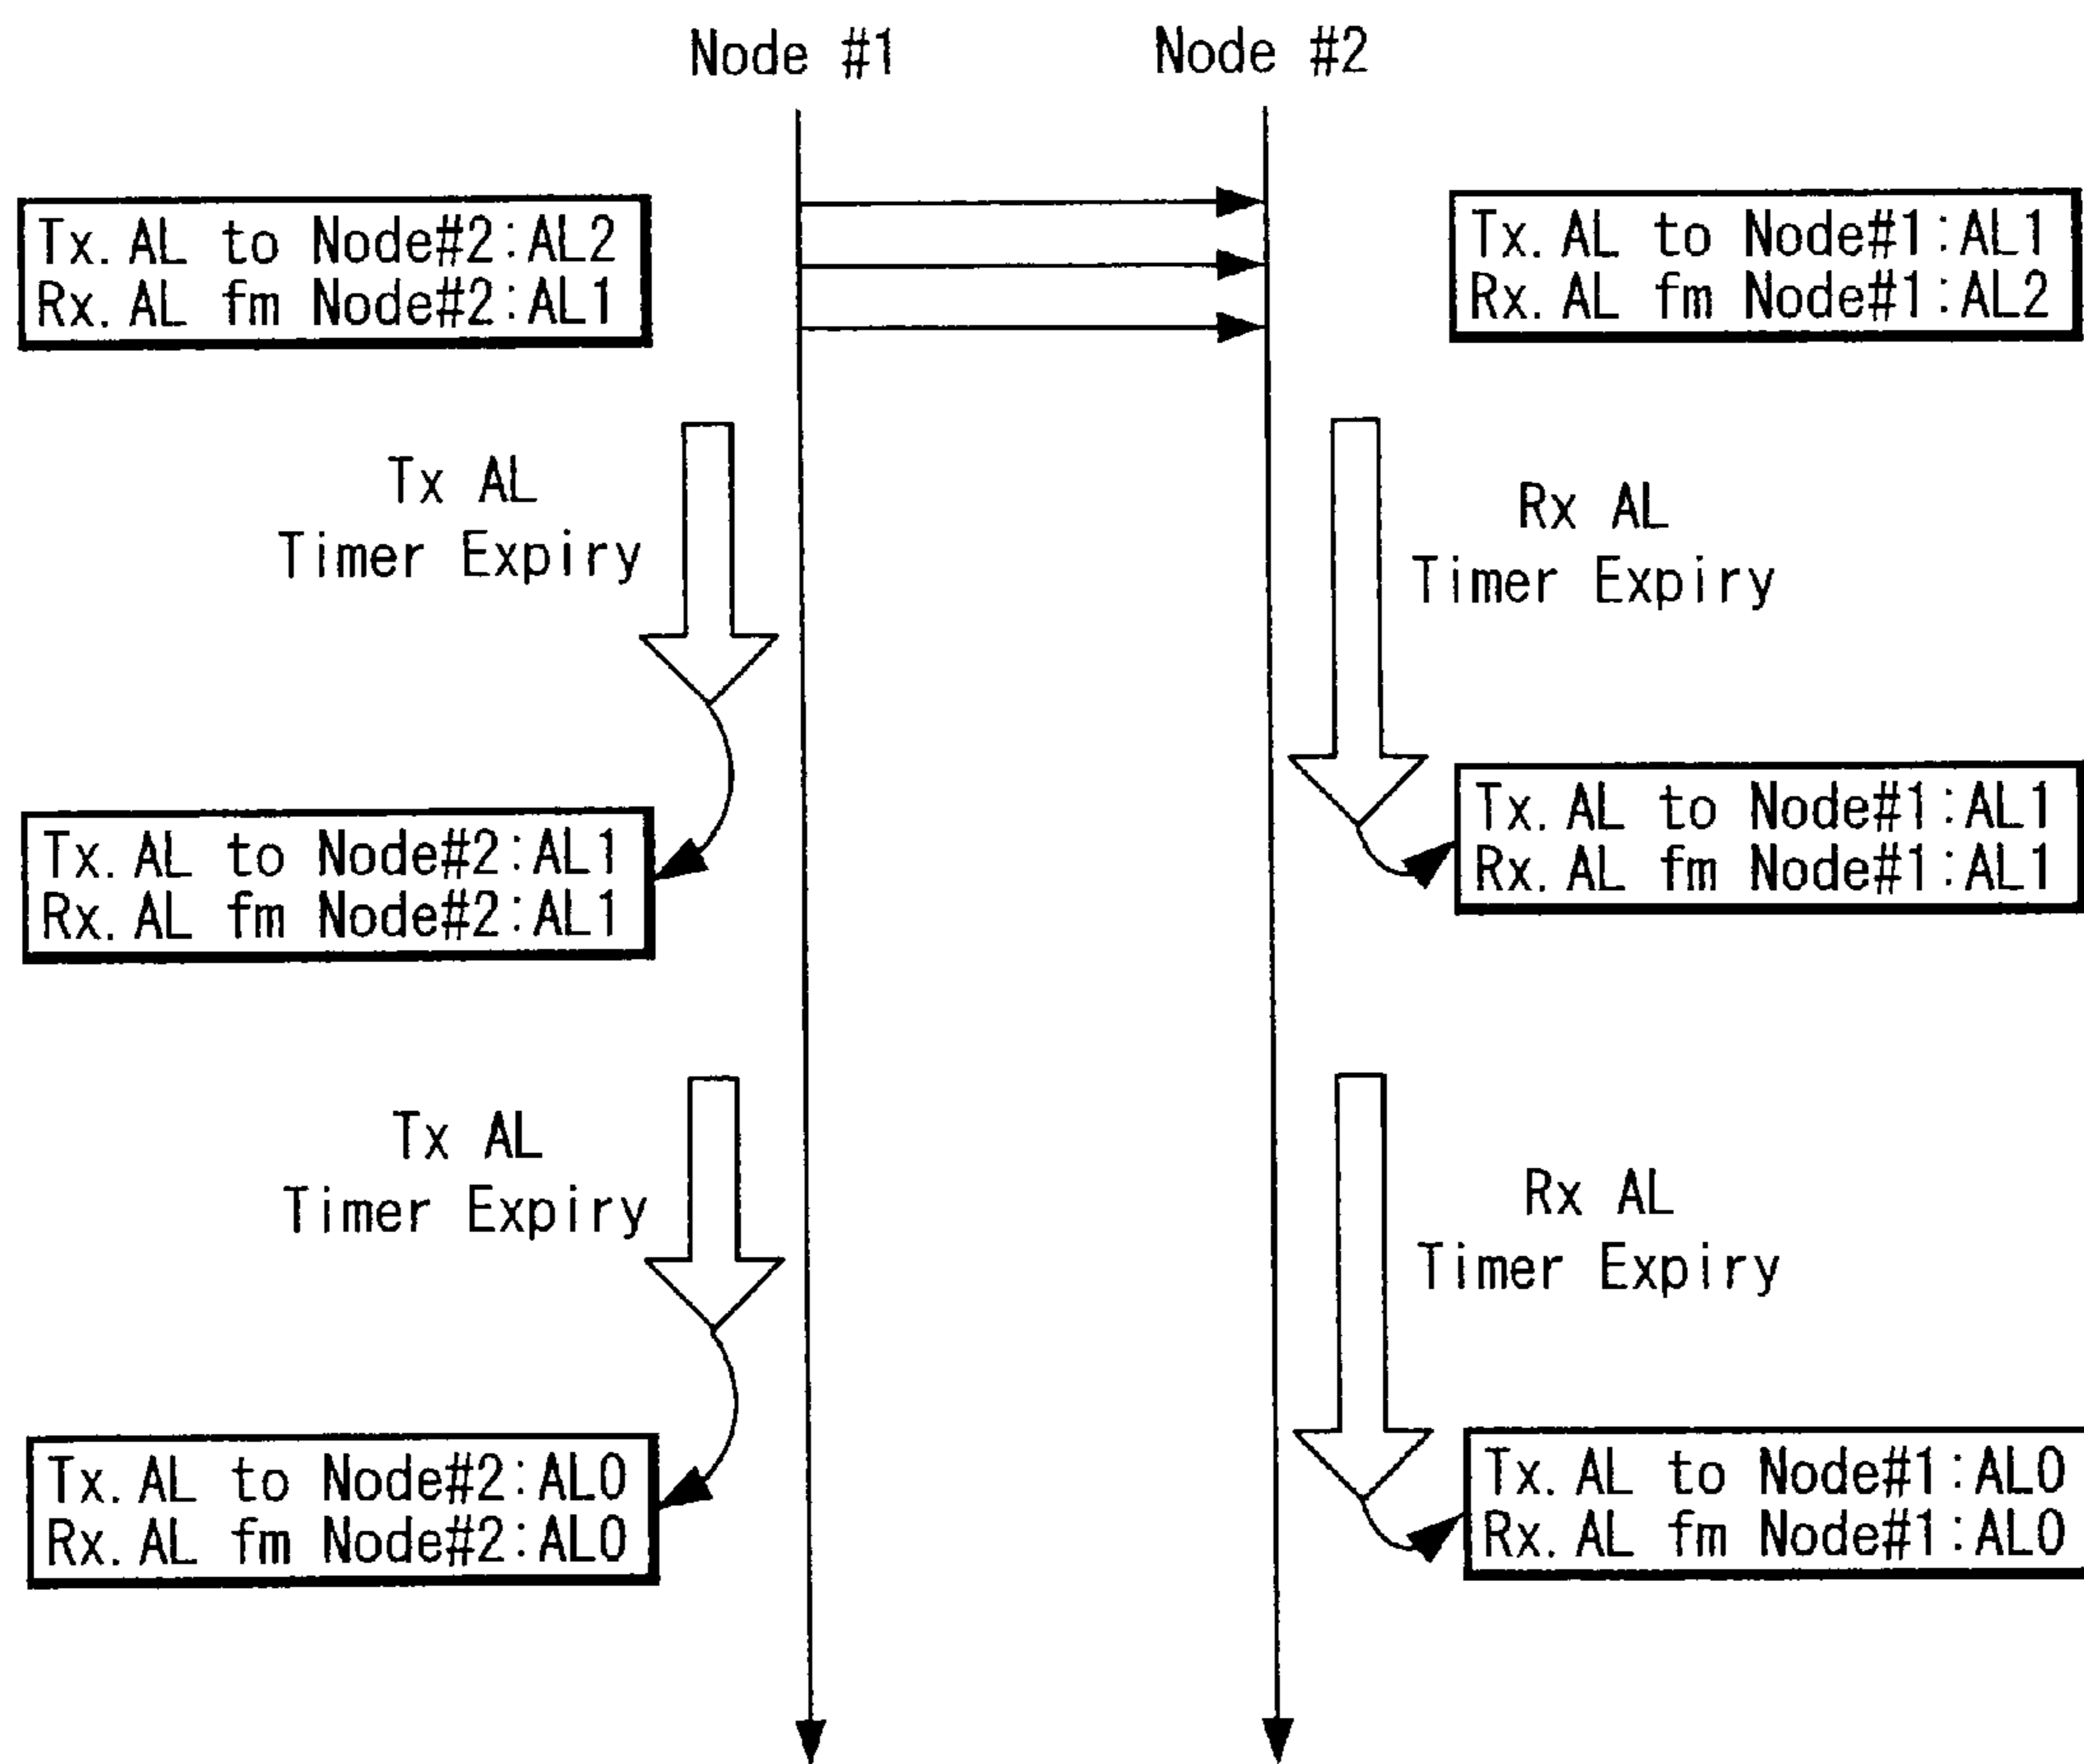 Node #1
Node #2
Tx.AL to Node#2:AL2
Rx.AL fm Node#2:AL1
Tx.AL to Node#1:AL1
Rx.AL fm Node#1:AL2
Tx AL
Timer Expiry
Rx AL
Timer Expiry
Tx.AL to Node#2:AL1
Rx.AL fm Node#2:AL1
Tx.AL to Node#1:AL1
Rx.AL fm Node#1:AL1
Tx AL
Timer Expiry
Rx AL
Timer Expiry
Tx.AL to Node#2:AL0
Rx.AL fm Node#2:AL0
Tx.AL to Node#1:AL0
Rx.AL fm Node#1:AL0